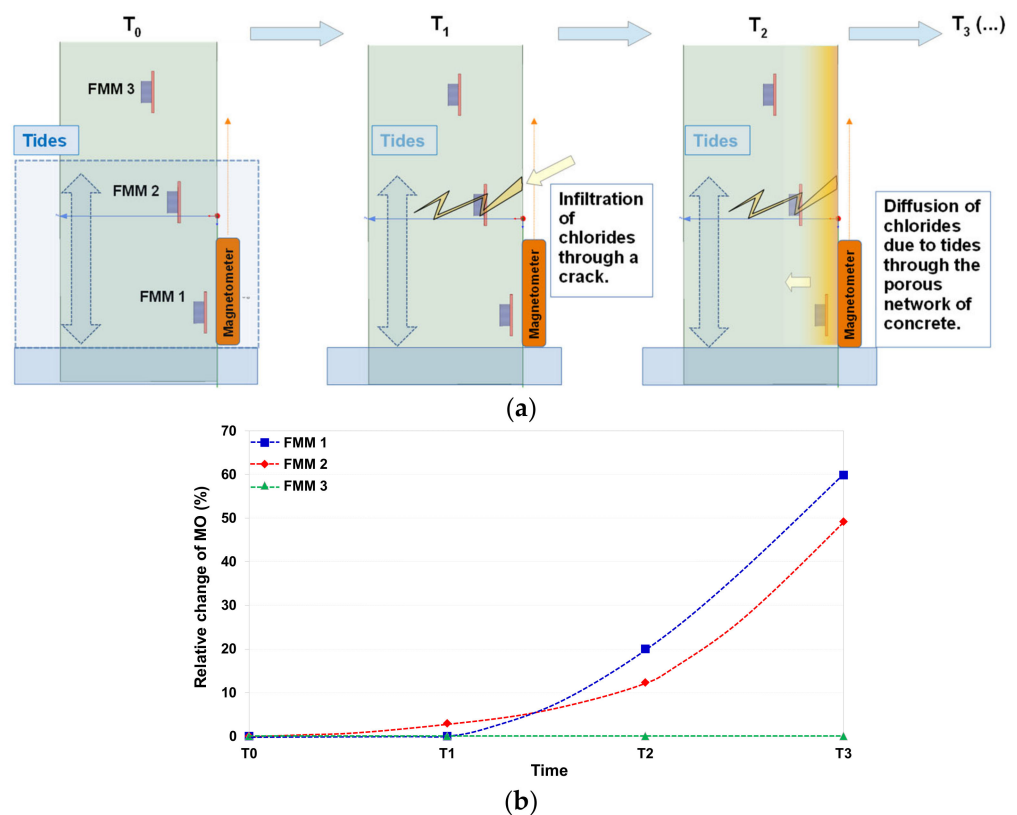 T0
T1
T2
T3 (...)
FMM 3
Tides
FMM 2
FMM 1
Magnetometer
Tides
Infiltration
of
chlorides
through a
crack.
Magnetometer
Tides
Diffusion of
chlorides
due to tides
through the
porous
network of
concrete.
Magnetometer
(a)
70
60
50
40
30
20
10
0
Relative change of MO (%)
FMM 1
FMM 2
FMM 3
T0
T1
T2
T3
Time
(b)